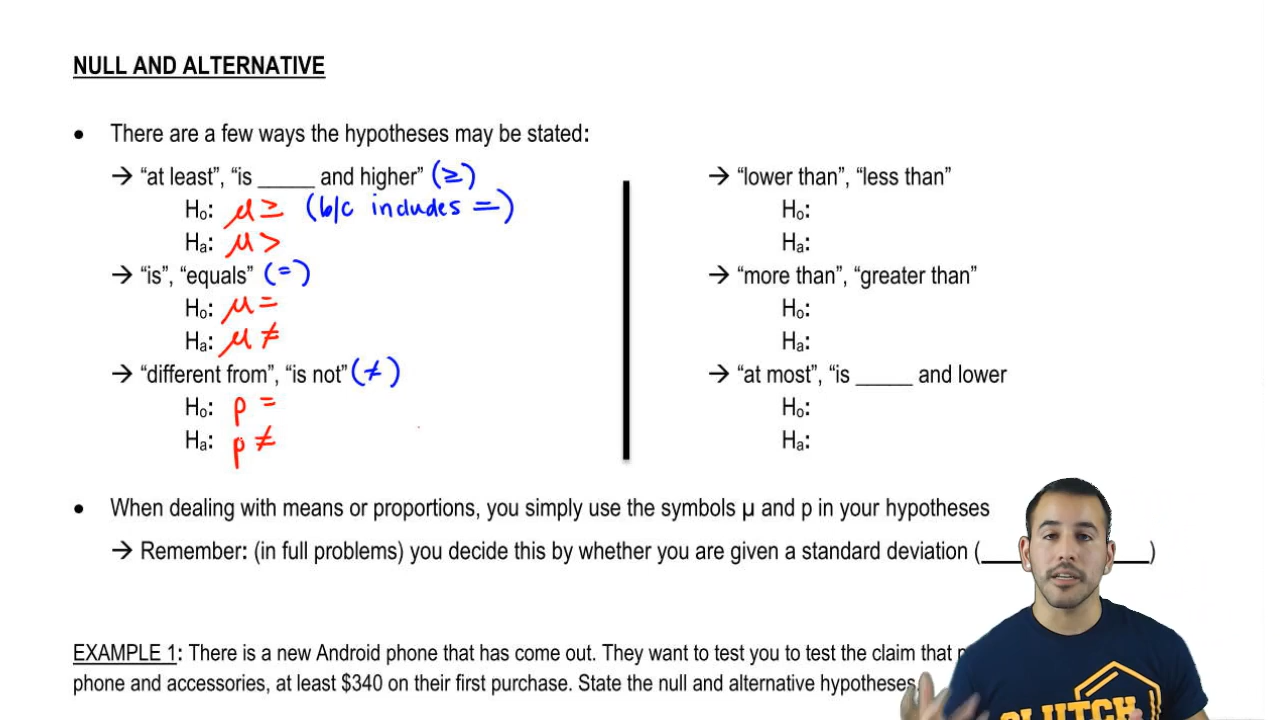 NULL AND ALTERNATIVE
• There are a few ways the hypotheses may be stated:
→ “at least”, “is _____ and higher” (≥)
H₀: μ ≥ (b/c includes =)
Hₐ: μ >
→ “is”, “equals” (=)
H₀: μ =
Hₐ: μ ≠
→ “different from”, “is not” (≠)
H₀: p =
Hₐ: p ≠
→ “lower than”, “less than”
H₀:
Hₐ:
→ “more than”, “greater than”
H₀:
Hₐ:
→ “at most”, “is _____ and lower
H₀:
Hₐ:
• When dealing with means or proportions, you simply use the symbols μ and p in your hypotheses
→ Remember: (in full problems) you decide this by whether you are given a standard deviation (____ ____)
EXAMPLE 1: There is a new Android phone that has come out. They want to test you to test the claim that
phone and accessories, at least $340 on their first purchase. State the null and alternative hypotheses.
CLUTCH